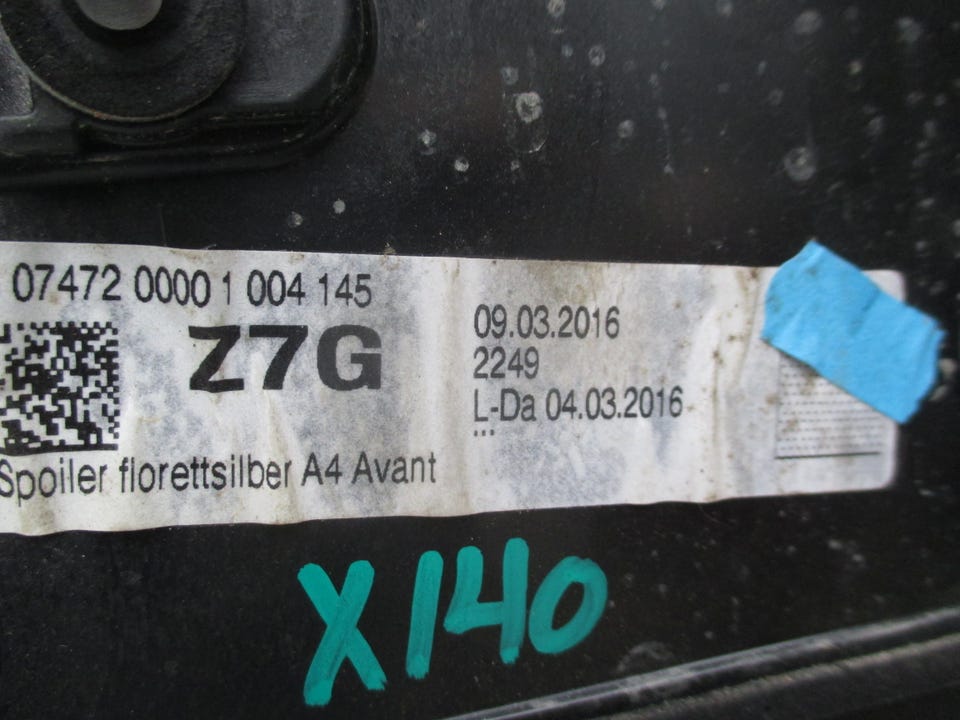 07472 0000 1 004 145
Z7G
09.03.2016
2249
L-Da 04.03.2016
...
Spoiler florettsilber A4 Avant
X140